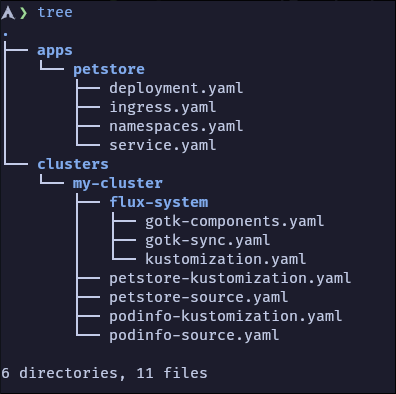 ❯ tree
.
├── apps
│   └── petstore
│       ├── deployment.yaml
│       ├── ingress.yaml
│       ├── namespaces.yaml
│       └── service.yaml
└── clusters
    └── my-cluster
        ├── flux-system
        │   ├── gotk-components.yaml
        │   ├── gotk-sync.yaml
        │   └── kustomization.yaml
        ├── petstore-kustomization.yaml
        ├── petstore-source.yaml
        ├── podinfo-kustomization.yaml
        └── podinfo-source.yaml
6 directories, 11 files